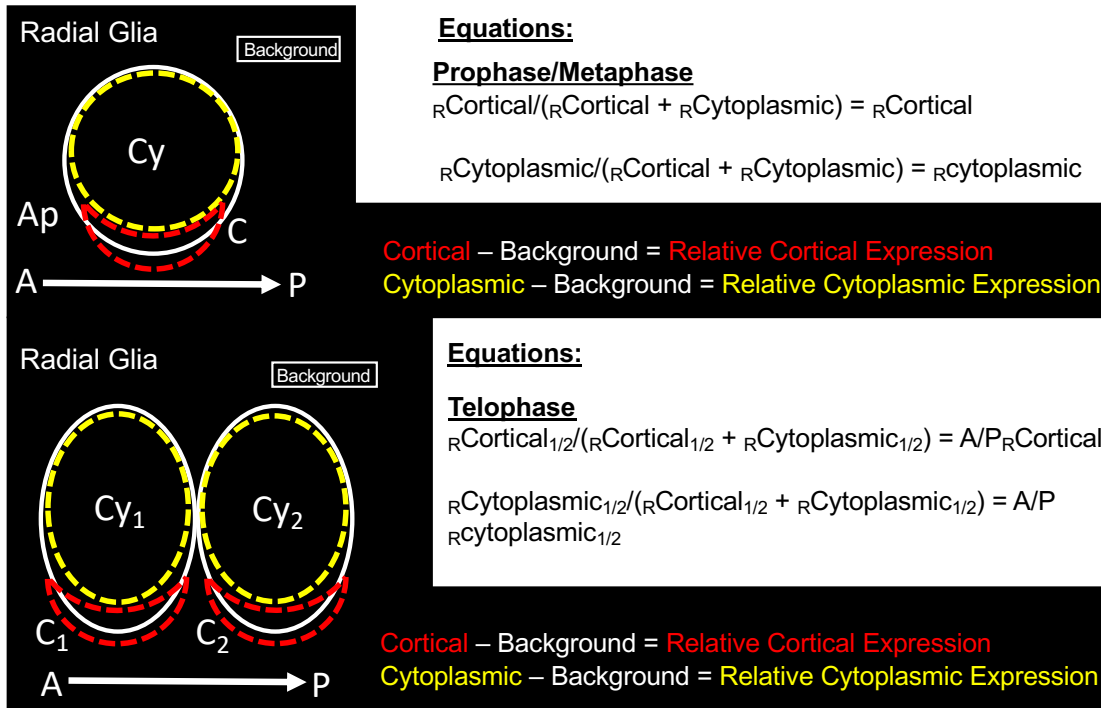 Radial Glia
Background
Cy
Ap
C
A
P
Equations:
Prophase/Metaphase
RCortical/(RCortical + RCytoplasmic) = RCortical
RCytoplasmic/(RCortical + RCytoplasmic) = Rcytoplasmic
Cortical – Background = Relative Cortical Expression
Cytoplasmic – Background = Relative Cytoplasmic Expression
Radial Glia
Background
Cy1
Cy2
C1
C2
A
P
Equations:
Telophase
RCortical1/2/(RCortical1/2 + RCytoplasmic1/2) = A/PRCortical
RCytoplasmic1/2/(RCortical1/2 + RCytoplasmic1/2) = A/P
Rcytoplasmic1/2
Cortical – Background = Relative Cortical Expression
Cytoplasmic – Background = Relative Cytoplasmic Expression